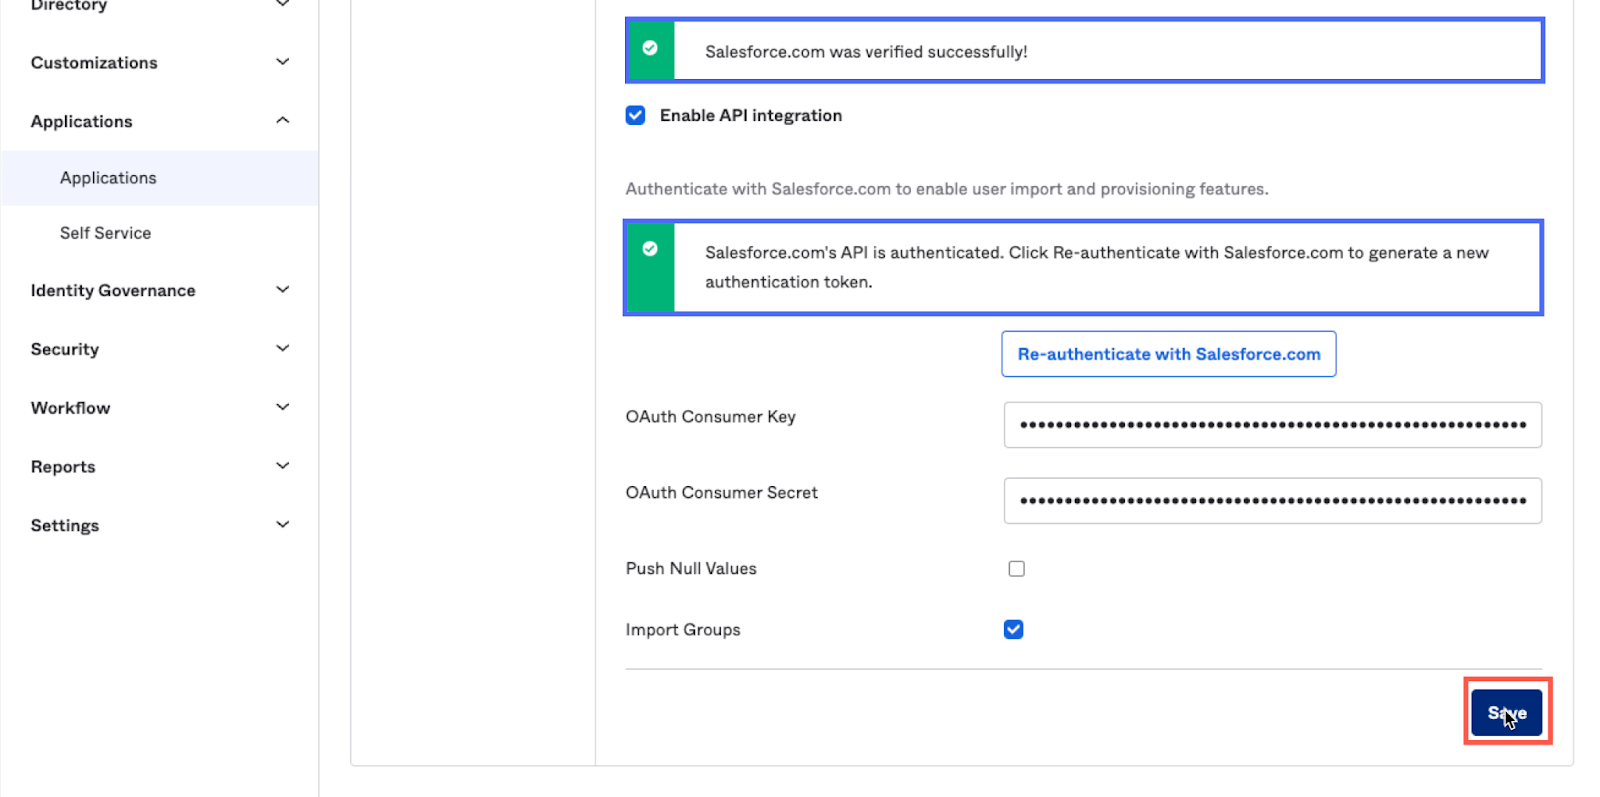 Directory
Customizations
Applications
Applications
Self Service
Identity Governance
Security
Workflow
Reports
Settings
Salesforce.com was verified successfully!
Enable API integration
Authenticate with Salesforce.com to enable user import and provisioning features.
Salesforce.com's API is authenticated. Click Re-authenticate with Salesforce.com to generate a new
authentication token.
Re-authenticate with Salesforce.com
OAuth Consumer Key
OAuth Consumer Secret
Push Null Values
Import Groups
Save